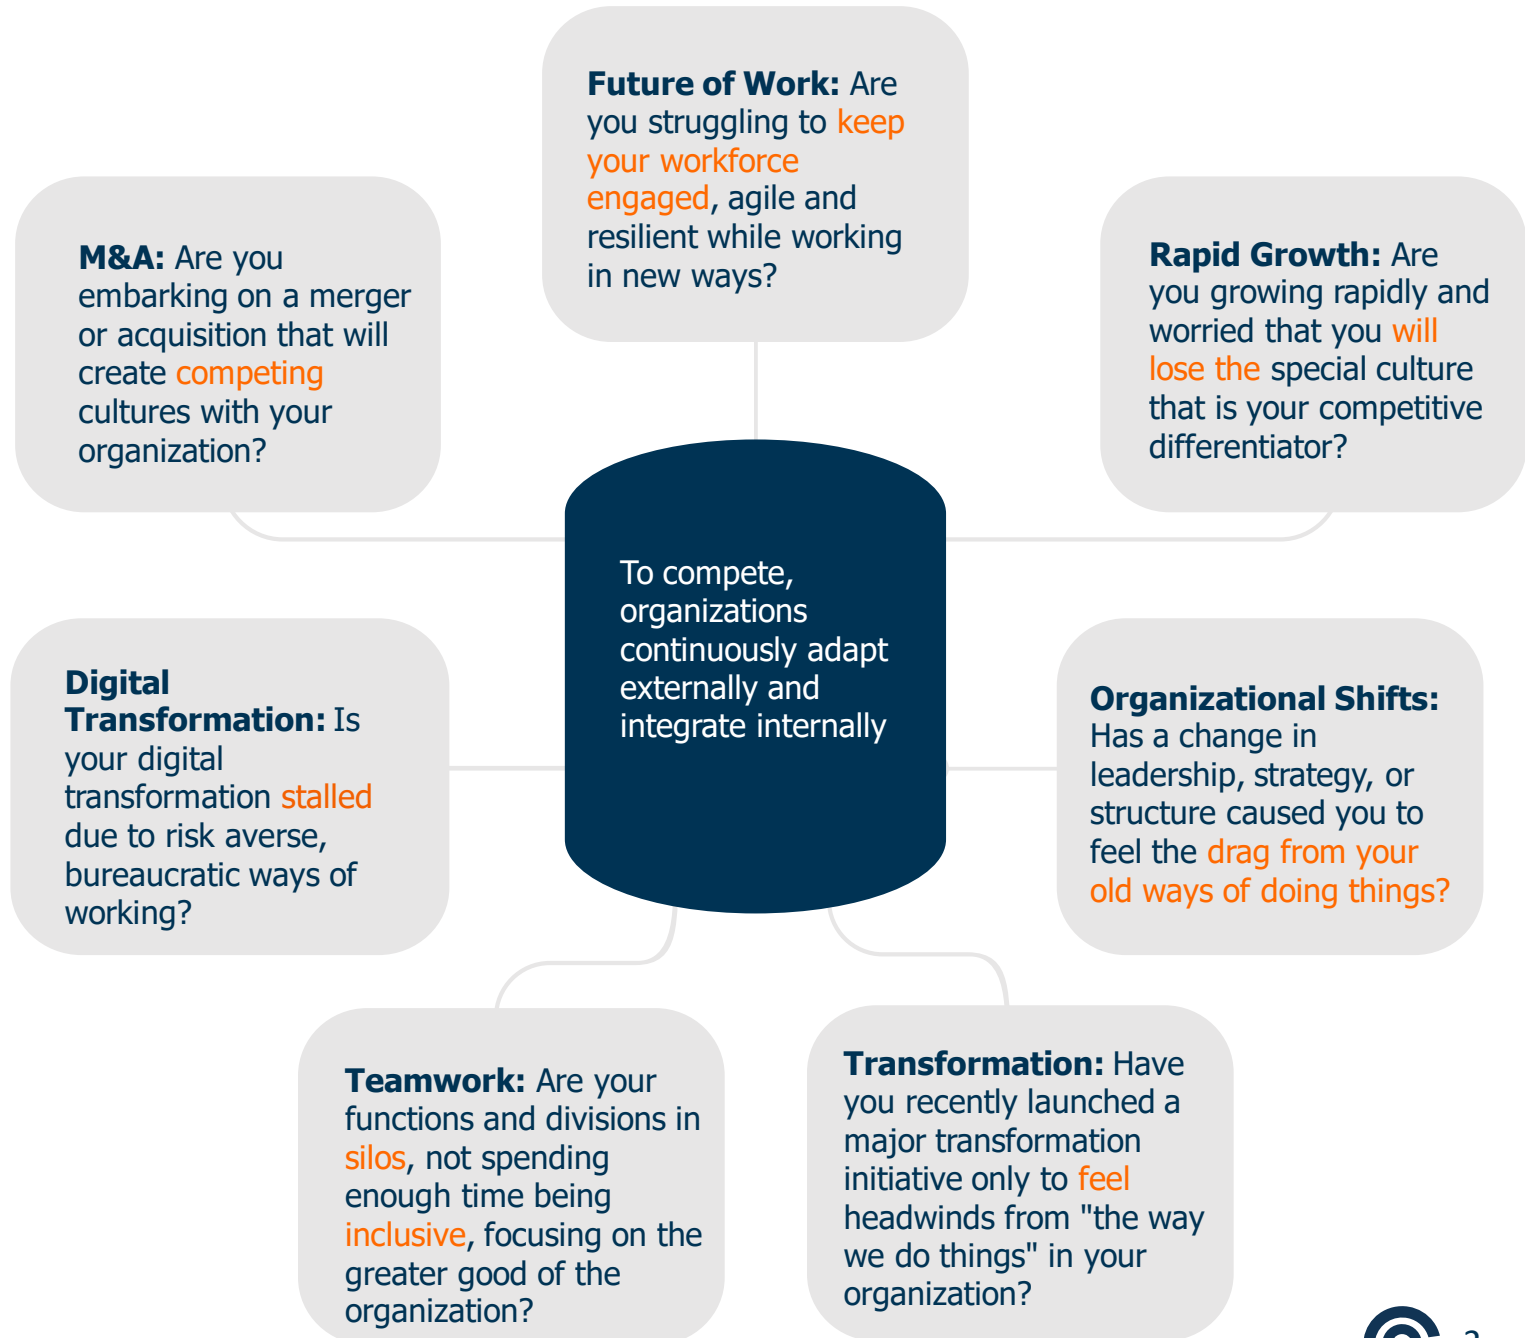 Future of Work: Are
you struggling to keep
your workforce
engaged, agile and
resilient while working
in new ways?
M&A: Are you
embarking on a merger
or acquisition that will
create competing
cultures with your
organization?
Rapid Growth: Are
you growing rapidly and
worried that you will
lose the special culture
that is your competitive
differentiator?
To compete,
organizations
continuously adapt
externally and
integrate internally
Digital
Transformation: Is
your digital
transformation stalled
due to risk averse,
bureaucratic ways of
working?
Organizational Shifts:
Has a change in
leadership, strategy, or
structure caused you to
feel the drag from your
old ways of doing things?
Teamwork: Are your
functions and divisions in
silos, not spending
enough time being
inclusive, focusing on the
greater good of the
organization?
Transformation: Have
you recently launched a
major transformation
initiative only to feel
headwinds from "the way
we do things" in your
organization?